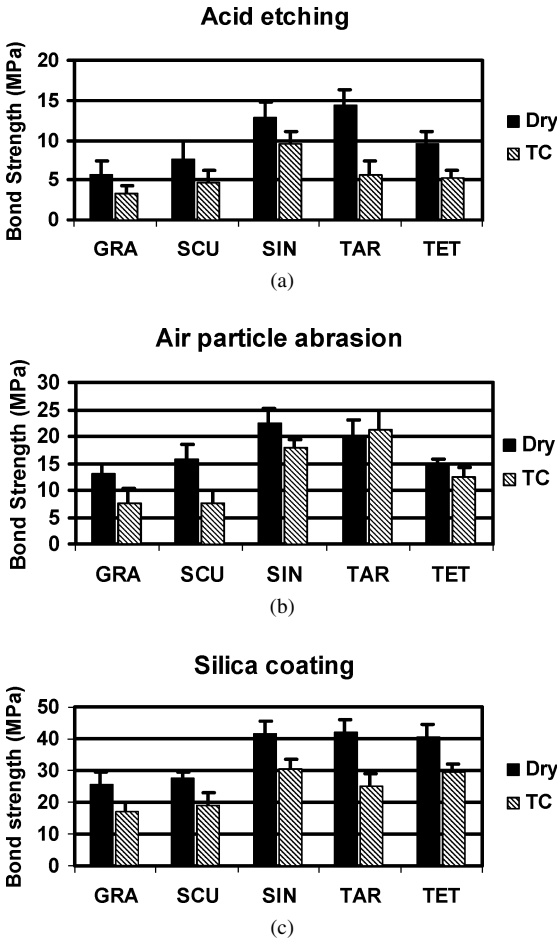 Acid etching
Bond Strength (MPa)
20
15
10
5
0
GRA SCU SIN TAR TET
Dry
TC
(a)
Air particle abrasion
Bond Strength (MPa)
30
25
20
15
10
5
0
GRA SCU SIN TAR TET
Dry
TC
(b)
Silica coating
Bond strength (MPa)
50
40
30
20
10
0
GRA SCU SIN TAR TET
Dry
TC
(c)